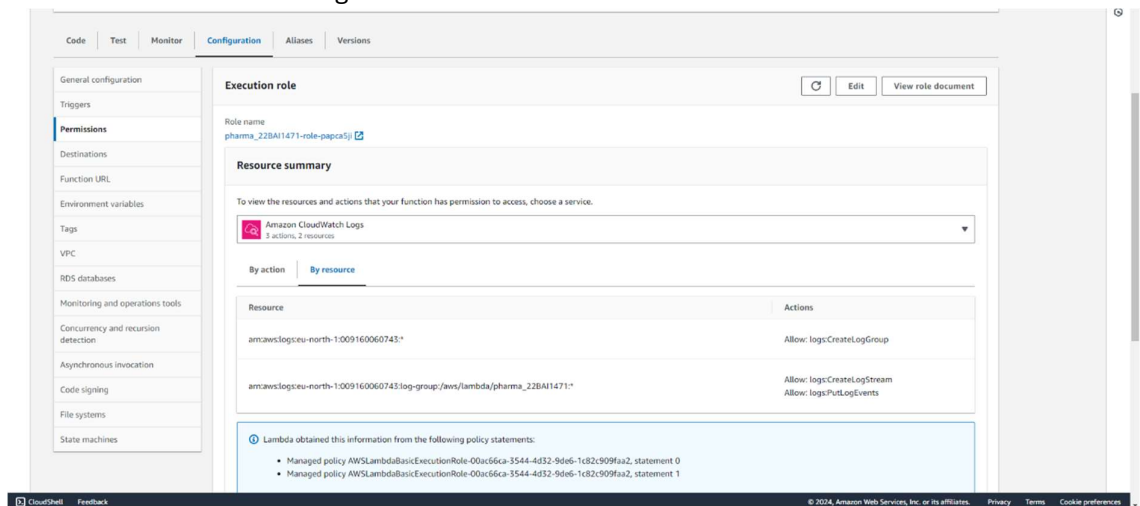 Code Test Monitor Configuration Aliases Versions
General configuration
Triggers
Permissions
Destinations
Function URL
Environment variables
Tags
VPC
RDS databases
Monitoring and operations tools
Concurrency and recursion
detection
Asynchronous invocation
Code signing
File systems
State machines
Execution role
Edit View role document
Role name
pharma_22BAI1471-role-papca5ji
Resource summary
To view the resources and actions that your function has permission to access, choose a service.
Amazon CloudWatch Logs
3 actions, 2 resources
By action By resource
Resource Actions
arn:aws:logs:eu-north-1:009160060743:* Allow: logs:CreateLogGroup
arn:aws:logs:eu-north-1:009160060743:log-group:/aws/lambda/pharma_22BAI1471:* Allow: logs:CreateLogStream
Allow: logs:PutLogEvents
Lambda obtained this information from the following policy statements:
• Managed policy AWSLambdaBasicExecutionRole-00ac66ca-3544-4d32-9de6-1c82c909faa2, statement 0
• Managed policy AWSLambdaBasicExecutionRole-00ac66ca-3544-4d32-9de6-1c82c909faa2, statement 1
CloudShell Feedback © 2024, Amazon Web Services, Inc. or its affiliates. Privacy Terms Cookie preferences